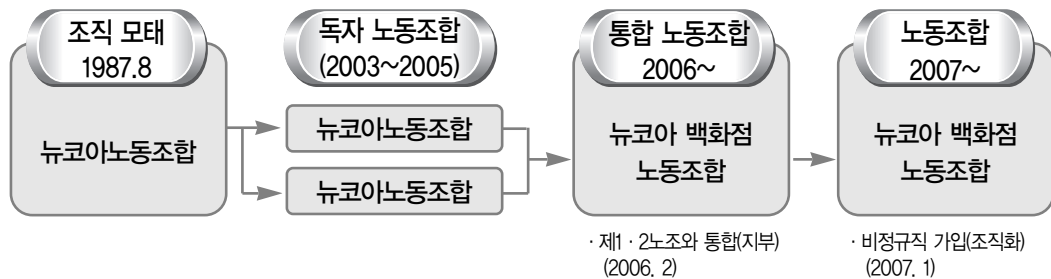 조직 모태
1987.8
뉴코아노동조합
독자 노동조합
(2003~2005)
뉴코아노동조합
뉴코아노동조합
통합 노동조합
2006~
뉴코아 백화점
노동조합
· 제1 · 2노조와 통합(지부)
(2006. 2)
노동조합
2007~
뉴코아 백화점
노동조합
· 비정규직 가입(조직화)
(2007. 1)